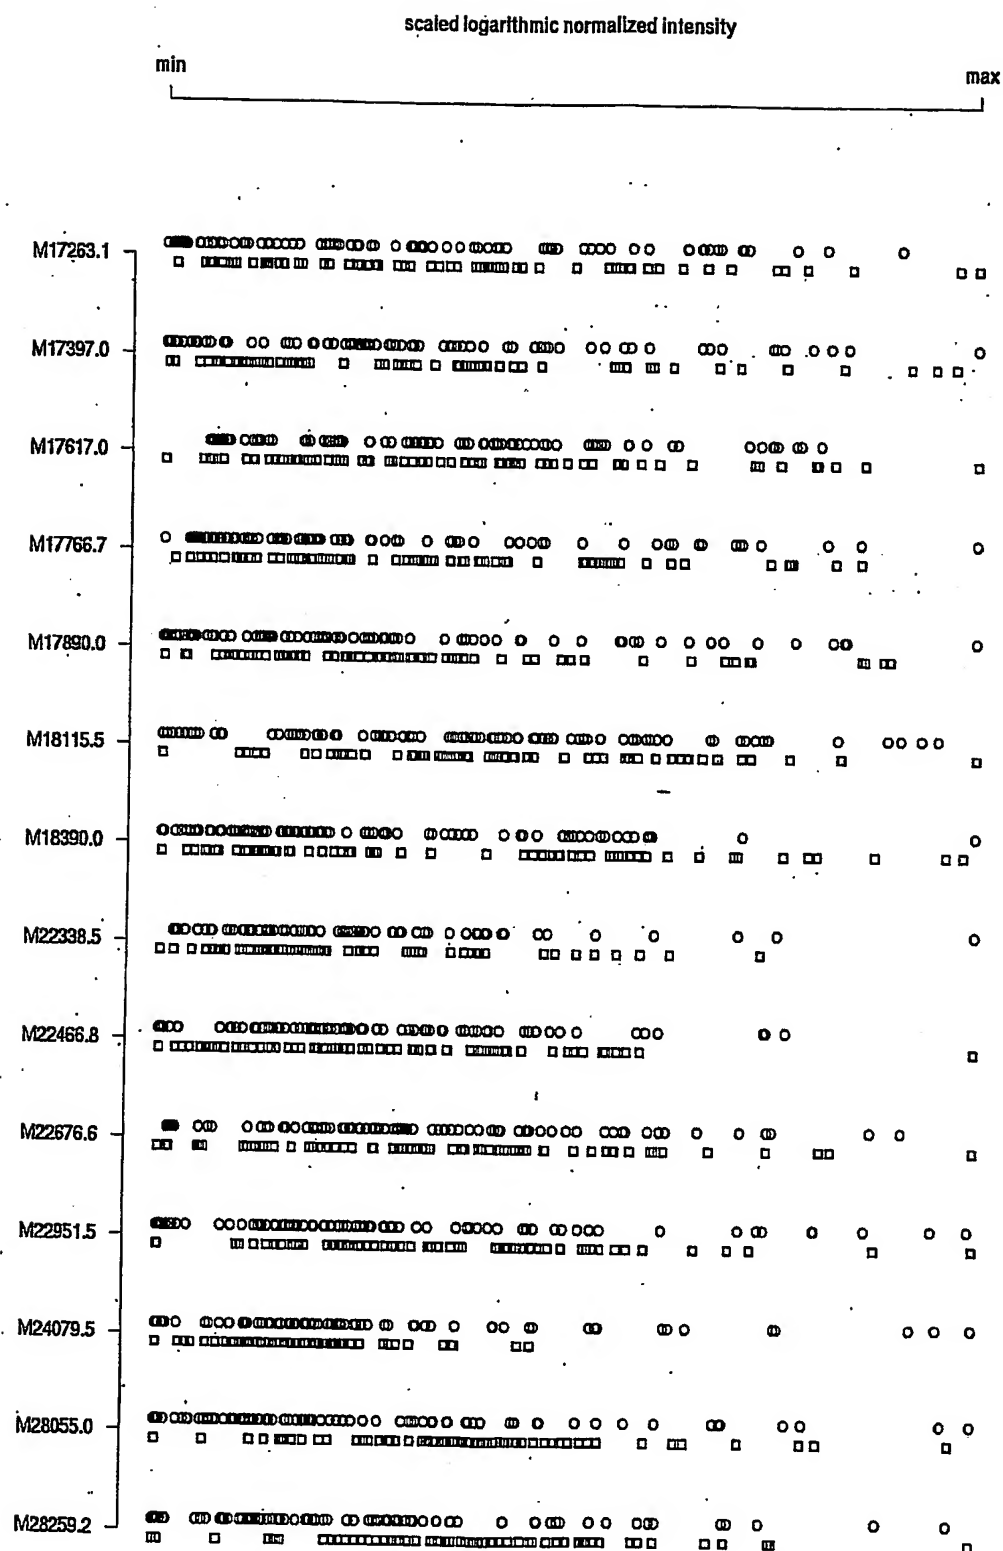 scaled logarithmic normalized intensity
min
max
M17263.1
M17397.0
M17617.0
M17766.7
M17890.0
M18115.5
M18390.0
M22338.5
M22466.8
M22676.6
M22951.5
M24079.5
M28055.0
M28259.2